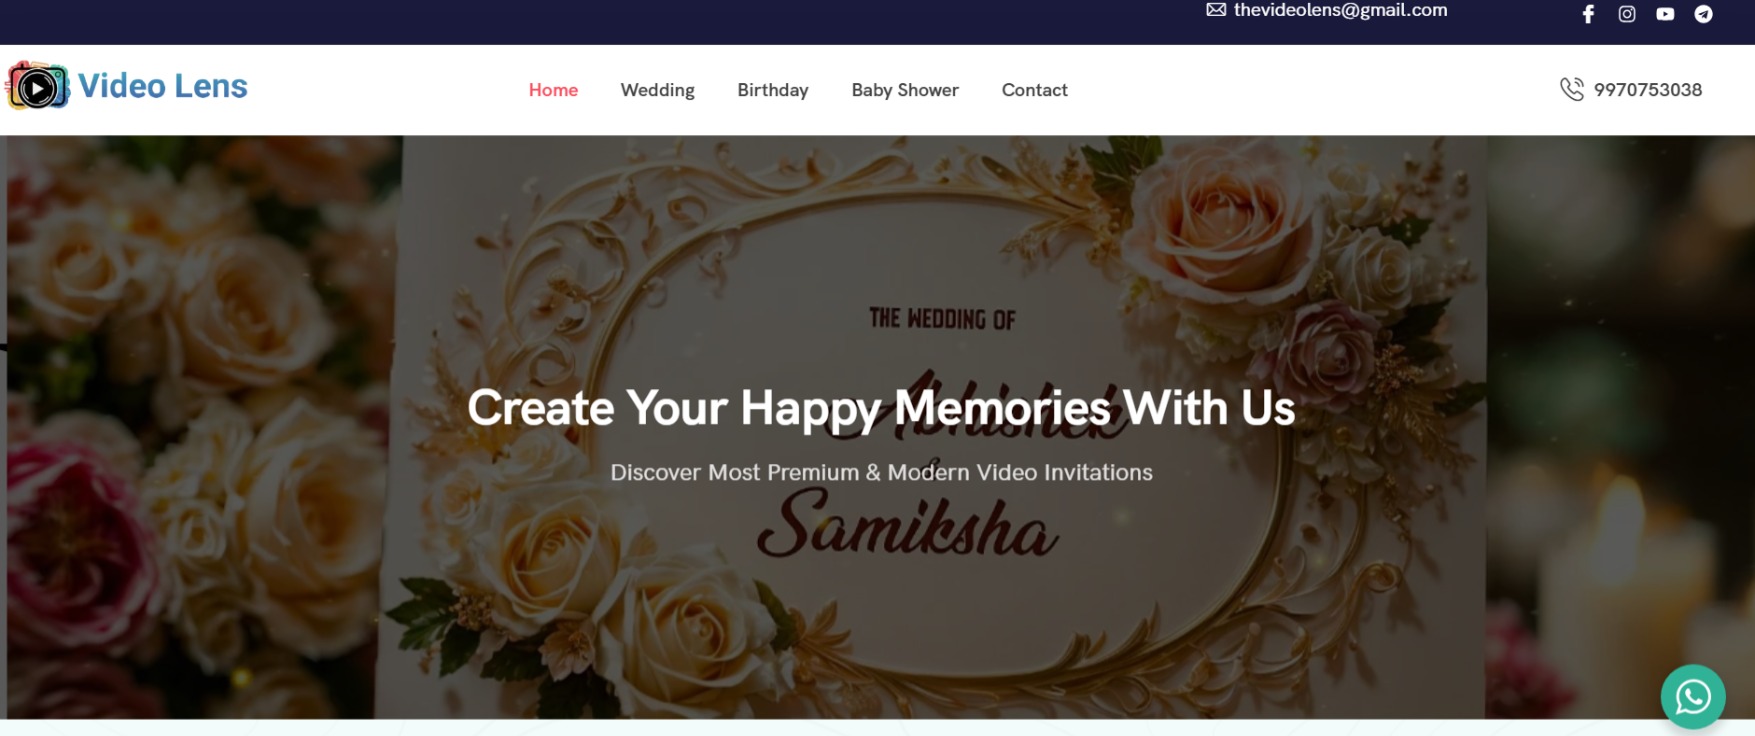 thevideolens@gmail.com
Video Lens
Home Wedding Birthday Baby Shower Contact
9970753038
THE WEDDING OF
Abhishek
Create Your Happy Memories With Us
&
Discover Most Premium & Modern Video Invitations
Samiksha